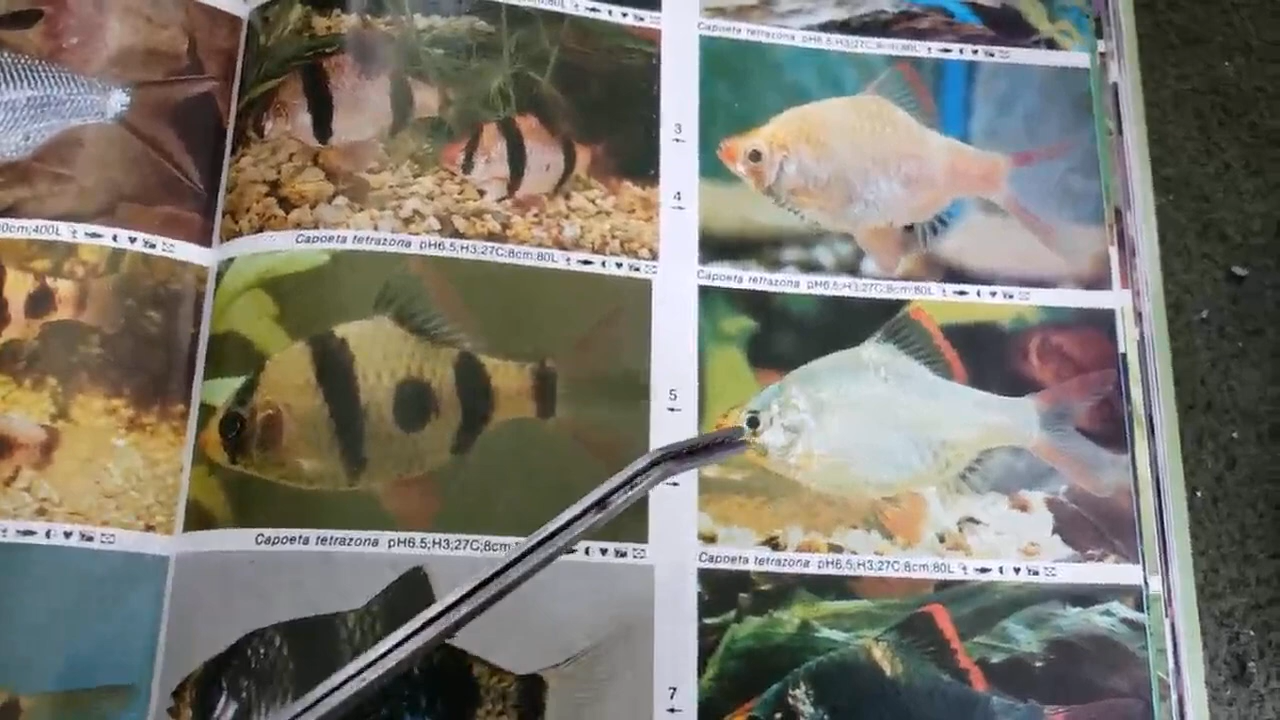 80L
Capoeta tetrazona pH6.5;H3;27C;8cm;80L
3
4
0cm;400L
Capoeta tetrazona pH6.5;H3;27C;8cm;80L
Capoeta tetrazona pH6.5;H3;27C;8cm;80L
5
Capoeta tetrazona pH6.5;H3;27C;8cm
Capoeta tetrazona pH6.5;H3;27C;8cm;80L
7